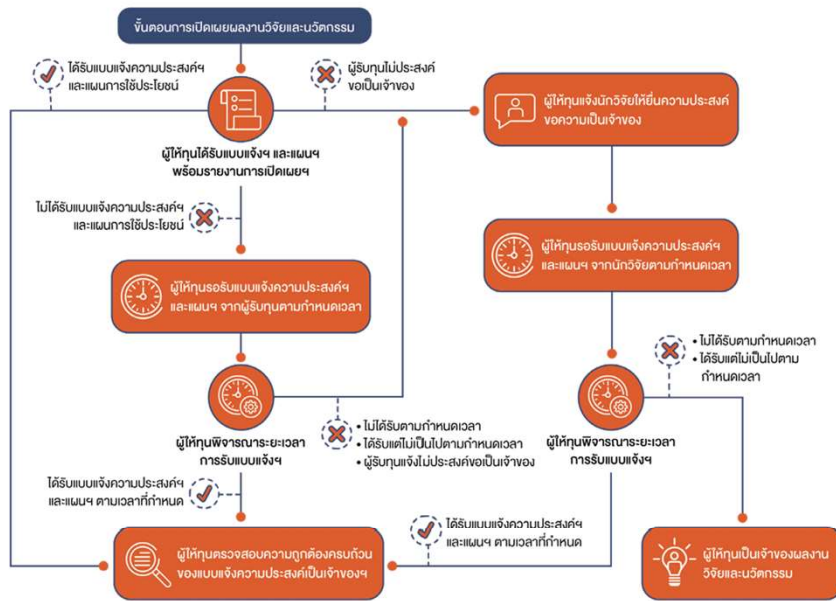 ขั้นตอนการเปิดเผยผลงานวิจัยและนวัตกรรม
ได้รับแบบแจ้งความประสงค์ฯ
และแผนการใช้ประโยชน์
ผู้รับทุนไม่ประสงค์
ขอเป็นเจ้าของ
ผู้ให้ทุนแจ้งนักวิจัยให้ยื่นความประสงค์
ขอความเป็นเจ้าของ
ผู้ให้ทุนได้รับแบบแจ้งฯ และแผนฯ
พร้อมรายงานการเปิดเผยฯ
ไม่ได้รับแบบแจ้งความประสงค์ฯ
และแผนการใช้ประโยชน์
ผู้ให้ทุนรอรับแบบแจ้งความประสงค์ฯ
และแผนฯ จากนักวิจัยตามกำหนดเวลา
ผู้ให้ทุนรอรับแบบแจ้งความประสงค์ฯ
และแผนฯ จากผู้รับทุนตามกำหนดเวลา
• ไม่ได้รับตามกำหนดเวลา
• ได้รับแต่ไม่เป็นไปตาม
กำหนดเวลา
ผู้ให้ทุนพิจารณาระยะเวลา
การรับแบบแจ้งฯ
• ไม่ได้รับตามกำหนดเวลา
• ได้รับแต่ไม่เป็นไปตามกำหนดเวลา
• ผู้รับทุนแจ้งไม่ประสงค์ขอเป็นเจ้าของ
ผู้ให้ทุนพิจารณาระยะเวลา
การรับแบบแจ้งฯ
ได้รับแบบแจ้งความประสงค์ฯ
และแผนฯ ตามเวลาที่กำหนด
ได้รับแบบแจ้งความประสงค์ฯ
และแผนฯ ตามเวลาที่กำหนด
ผู้ให้ทุนตรวจสอบความถูกต้องครบถ้วน
ของแบบแจ้งความประสงค์เป็นเจ้าของฯ
ผู้ให้ทุนเป็นเจ้าของผลงาน
วิจัยและนวัตกรรม